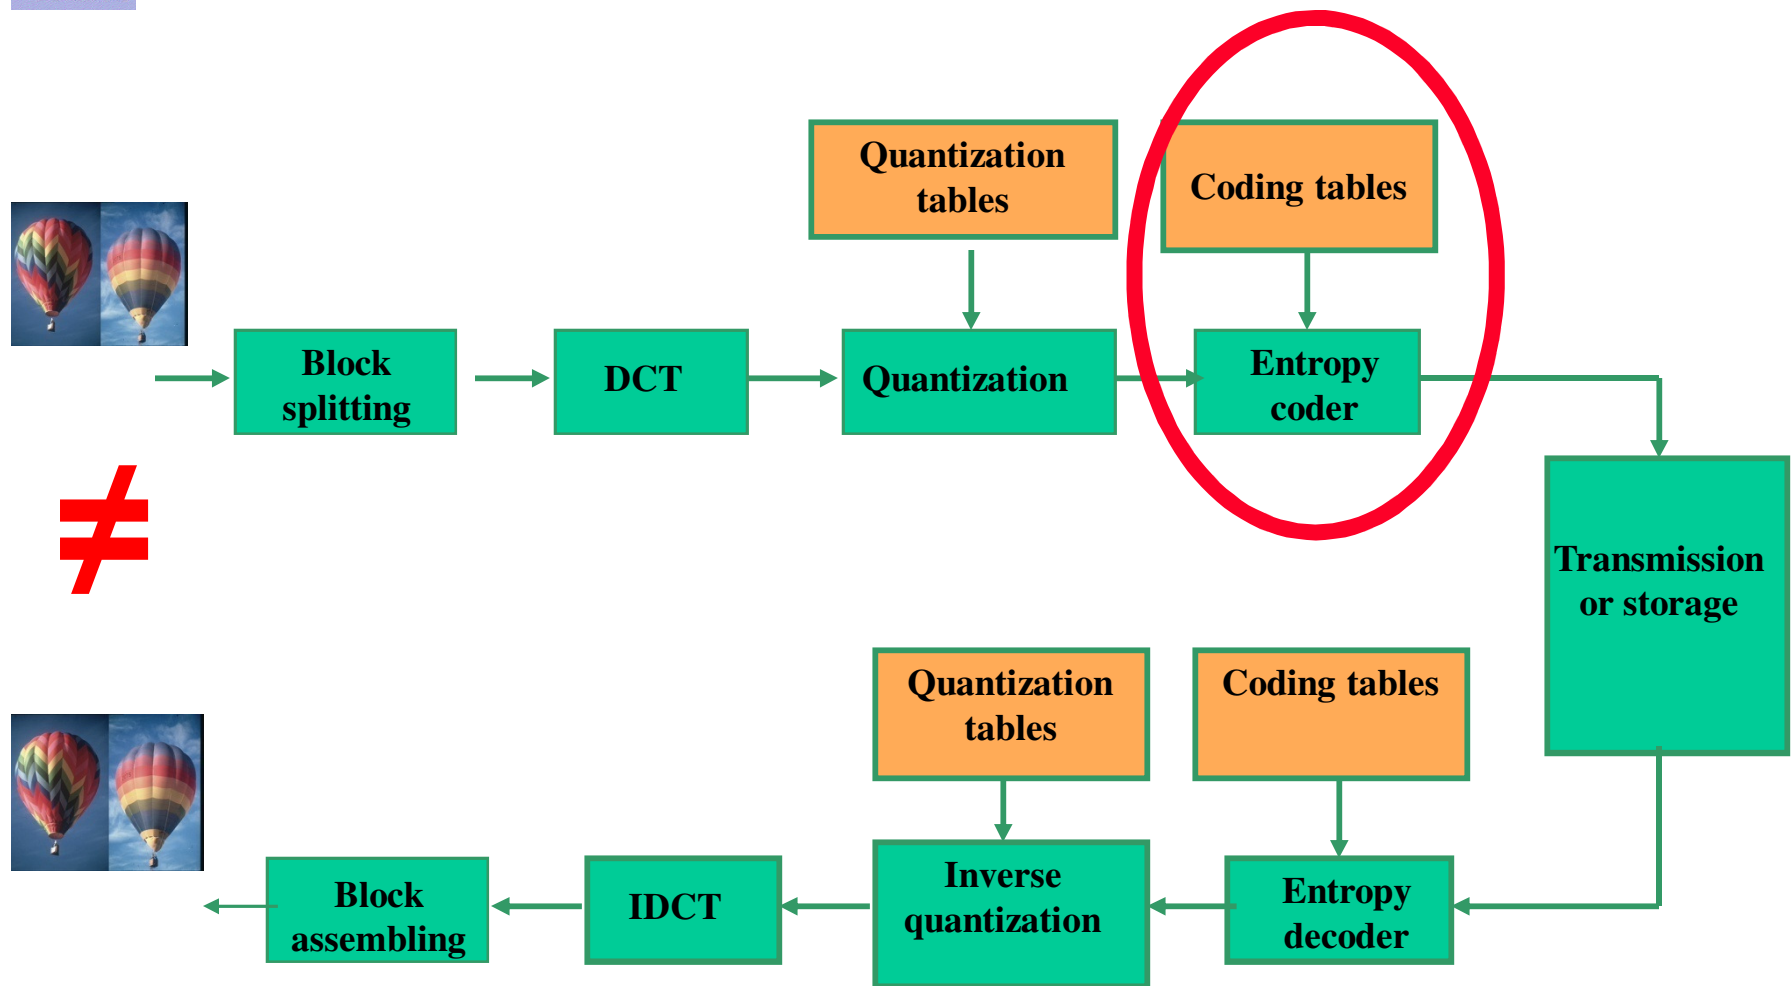 Quantization
tables
Coding tables
Block
splitting
DCT
Quantization
Entropy
coder
≠
Transmission
or storage
Quantization
tables
Coding tables
Block
assembling
IDCT
Inverse
quantization
Entropy
decoder